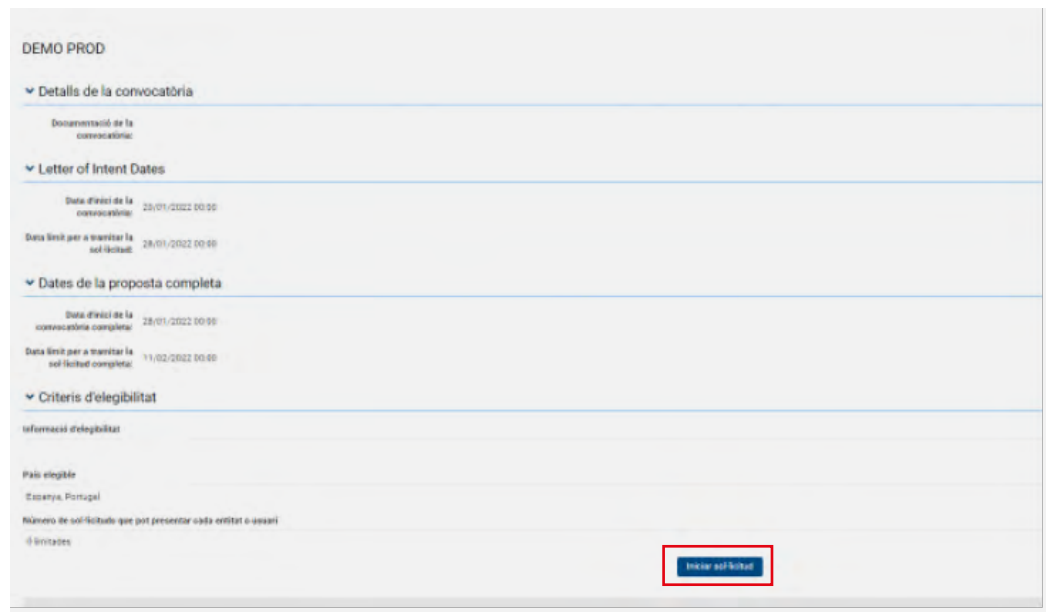 DEMO PROD
Detalls de la convocatòria
Documentació de la
convocatòria:
Letter of Intent Dates
Data d'inici de la
convocatòria:
20/01/2022 00:00
Data límit per a tramitar la
sol·licitud:
28/01/2022 00:00
Dates de la proposta completa
Data d'inici de la
convocatòria completa:
28/01/2022 00:00
Data límit per a tramitar la
sol·licitud completa:
11/02/2022 00:00
Criteris d'elegibilitat
Informació d'elegibilitat
País elegible
Espanya, Portugal
Número de sol·licituds que pot presentar cada entitat o usuari
Il·limitades
Iniciar sol·licitud